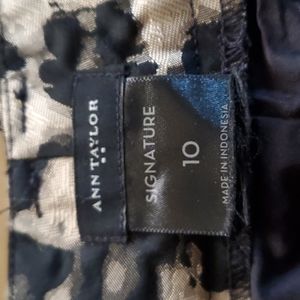 ANN TAYLOR
SIGNATURE
10
MADE IN INDONESIA